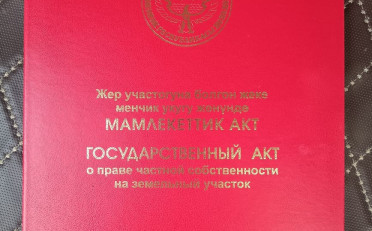 Жер участогуна болгон жеке
менчик укугу жөнүндө
МАМЛЕКЕТТИК АКТ
ГОСУДАРСТВЕННЫЙ АКТ
о праве частной собственности
на земельный участок